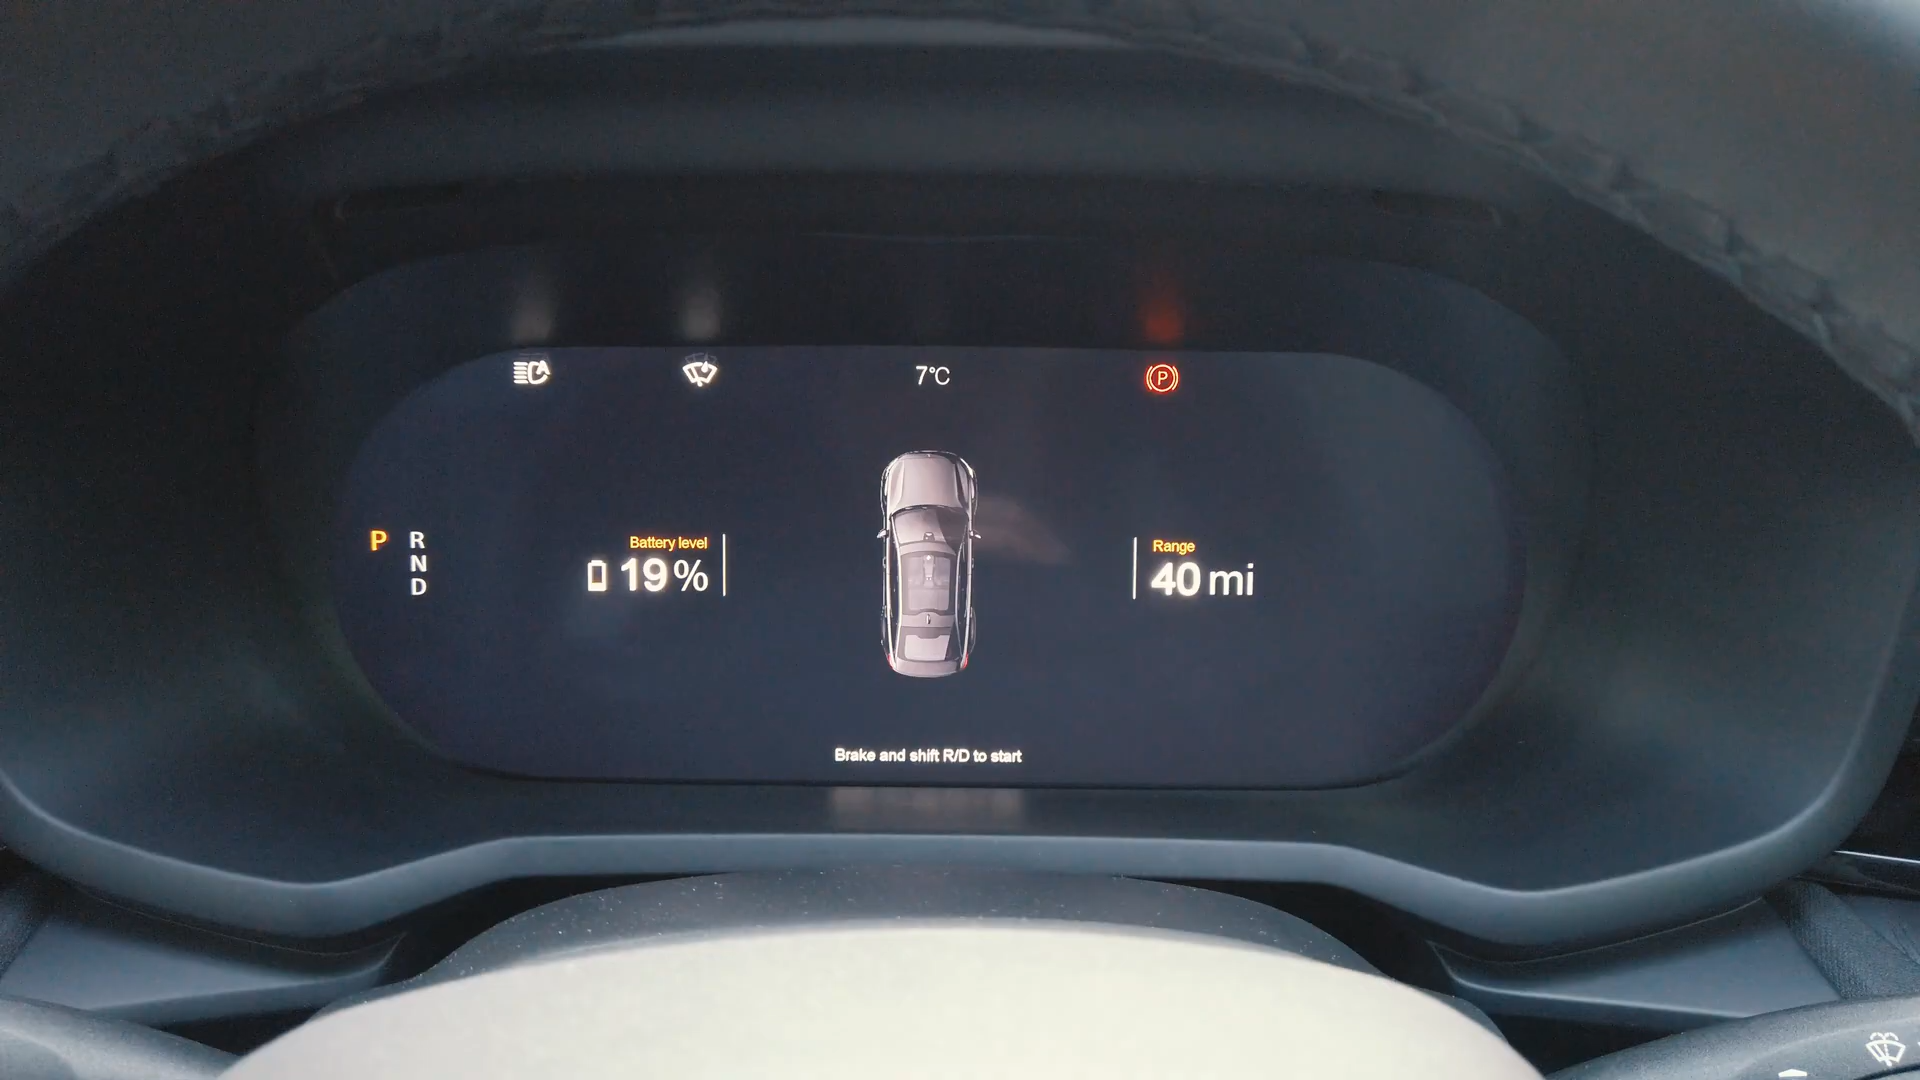 7°C
P
P
R
N
D
Battery level
19%
Range
40 mi
Brake and shift R/D to start